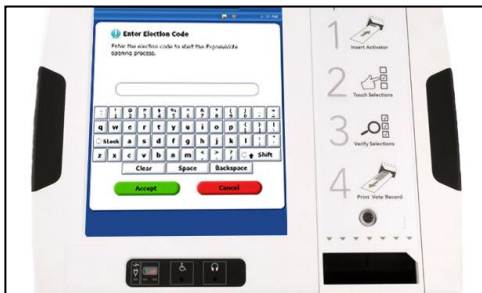 Enter Election Code
Enter the election code to start the ExpressVote
opening process.
q w e r t y u i o p
a s d f g h j k l
z x c v b n m
Shift
Clear Space Backspace
Accept Cancel
1
Insert Activator
2
Touch Selections
3
Verify Selections
4
Print Vote Record